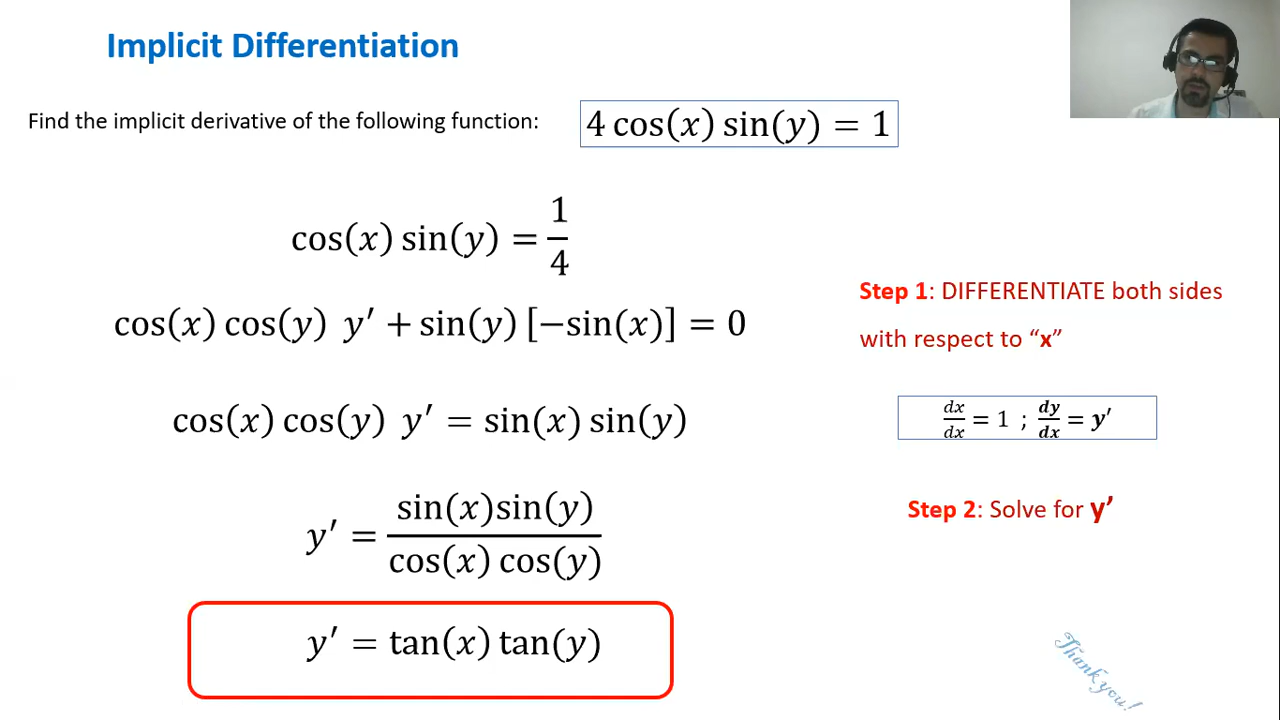 Implicit Differentiation
Find the implicit derivative of the following function:
4 cos(x) sin(y) = 1
cos(x) sin(y) = 1/4
cos(x) cos(y) y′ + sin(y) [−sin(x)] = 0
Step 1: DIFFERENTIATE both sides
with respect to “x”
cos(x) cos(y) y′ = sin(x) sin(y)
dx/dx = 1 ; dy/dx = y′
y′ = sin(x)sin(y)/cos(x) cos(y)
Step 2: Solve for y’
y′ = tan(x) tan(y)
Thank you!